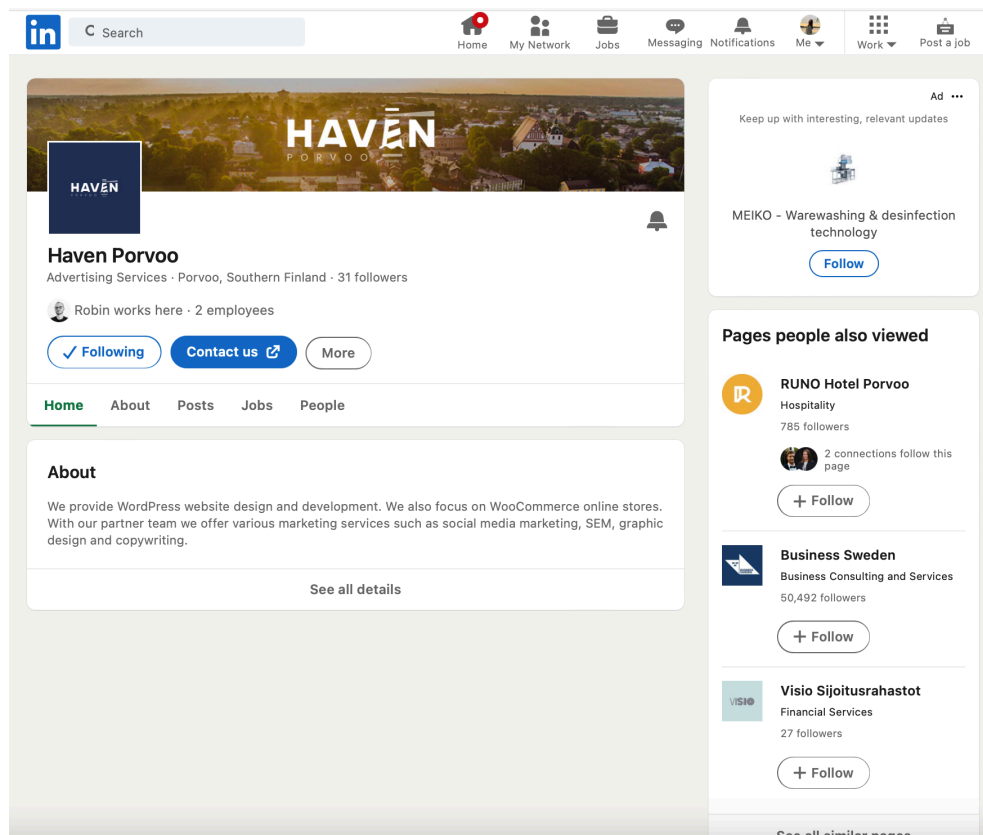 in
Search
Home
My Network
Jobs
Messaging
Notifications
Me
Work
Post a job
HAVEN
PORVOO
HAVEN
Haven Porvoo
Advertising Services · Porvoo, Southern Finland · 31 followers
Robin works here · 2 employees
Following
Contact us
More
Home
About
Posts
Jobs
People
About
We provide WordPress website design and development. We also focus on WooCommerce online stores.
With our partner team we offer various marketing services such as social media marketing, SEM, graphic
design and copywriting.
See all details
Ad
Keep up with interesting, relevant updates
MEIKO - Warewashing & desinfection
technology
Follow
Pages people also viewed
RUNO Hotel Porvoo
Hospitality
785 followers
2 connections follow this
page
+ Follow
Business Sweden
Business Consulting and Services
50,492 followers
+ Follow
VISIO
Visio Sijoitusrahastot
Financial Services
27 followers
+ Follow
See all similar pages